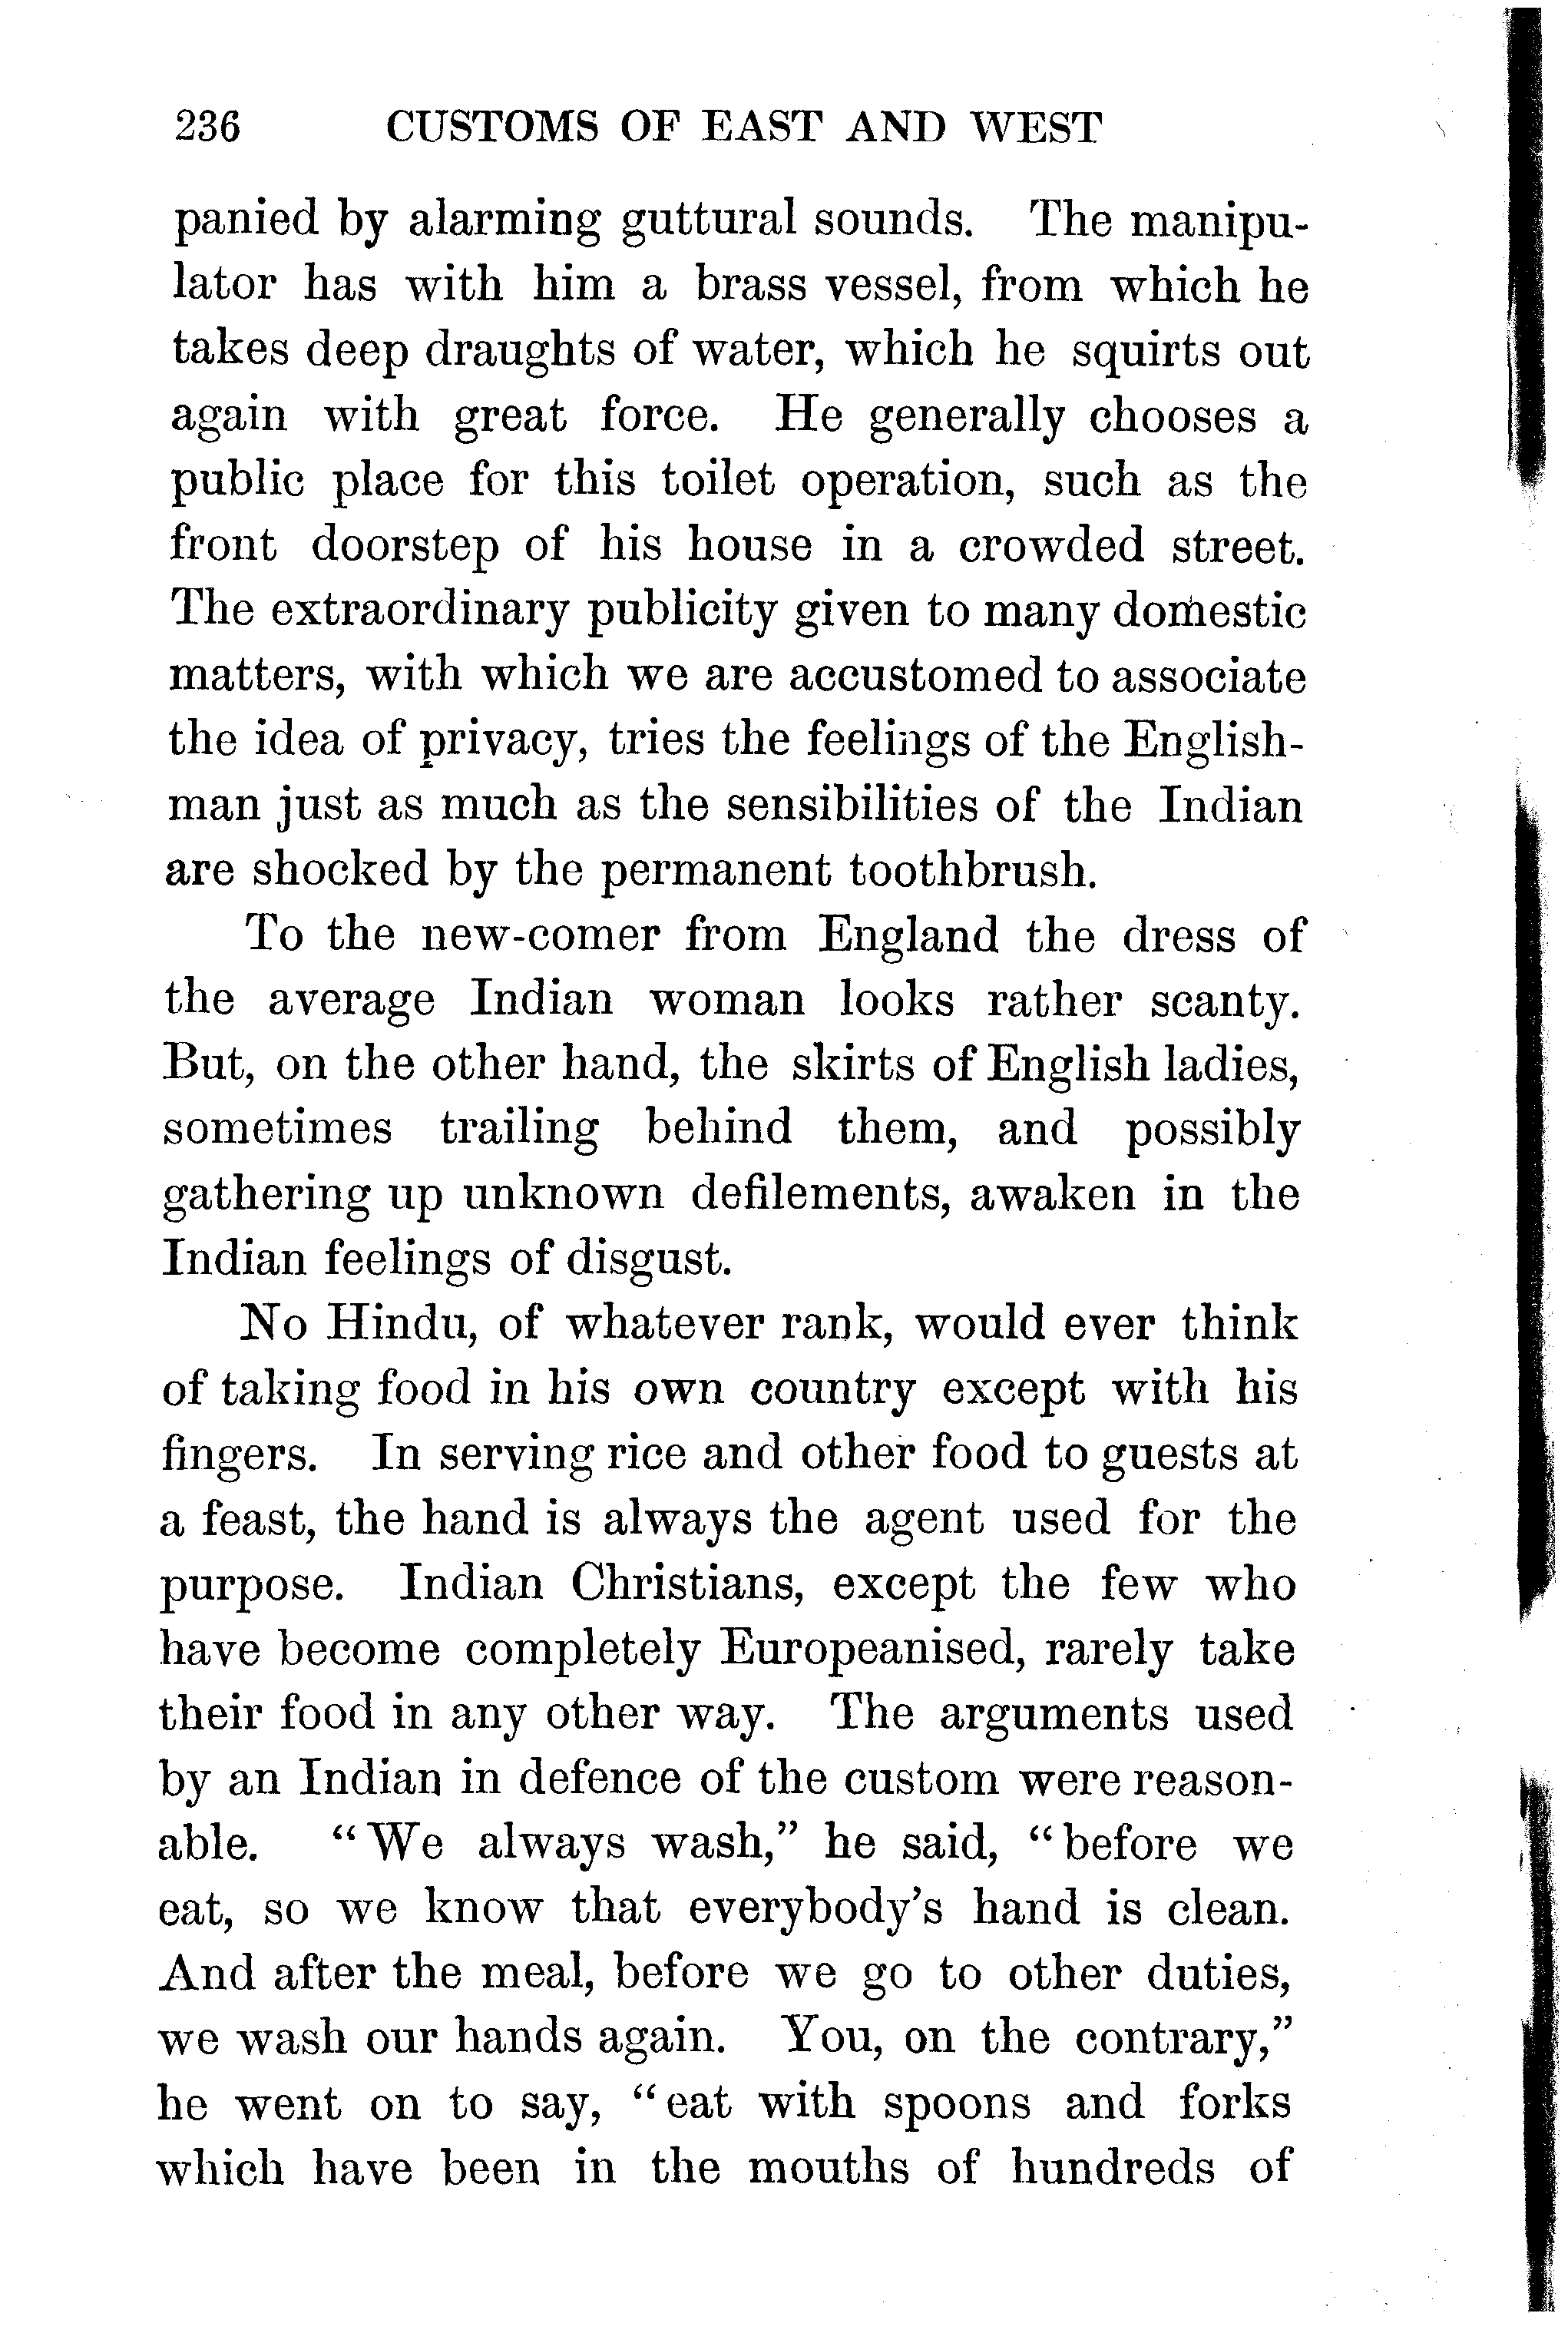 236 CUSTOMS OF EAST AND WEST
panied by alarming guttural sounds. The manipu-
lator has with him a brass vessel, from which he
takes deep draughts of water, which he squirts out
again with great force. He generally chooses a
public place for this toilet operation, such as the
front doorstep of his house in a crowded street.
The extraordinary publicity given to many domestic
matters, with which we are accustomed to associate
the idea of privacy, tries the feelings of the English-
man just as much as the sensibilities of the Indian
are shocked by the permanent toothbrush.
To the new-comer from England the dress of
the average Indian woman looks rather scanty.
But, on the other hand, the skirts of English ladies,
sometimes trailing behind them, and possibly
gathering up unknown defilements, awaken in the
Indian feelings of disgust.
No Hindu, of whatever rank, would ever think
of taking food in his own country except with his
fingers. In serving rice and other food to guests at
a feast, the hand is always the agent used for the
purpose. Indian Christians, except the few who
have become completely Europeanised, rarely take
their food in any other way. The arguments used
by an Indian in defence of the custom were reason-
able. “We always wash,” he said, “before we
eat, so we know that everybody’s hand is clean.
And after the meal, before we go to other duties,
we wash our hands again. You, on the contrary,”
he went on to say, “eat with spoons and forks
which have been in the mouths of hundreds of